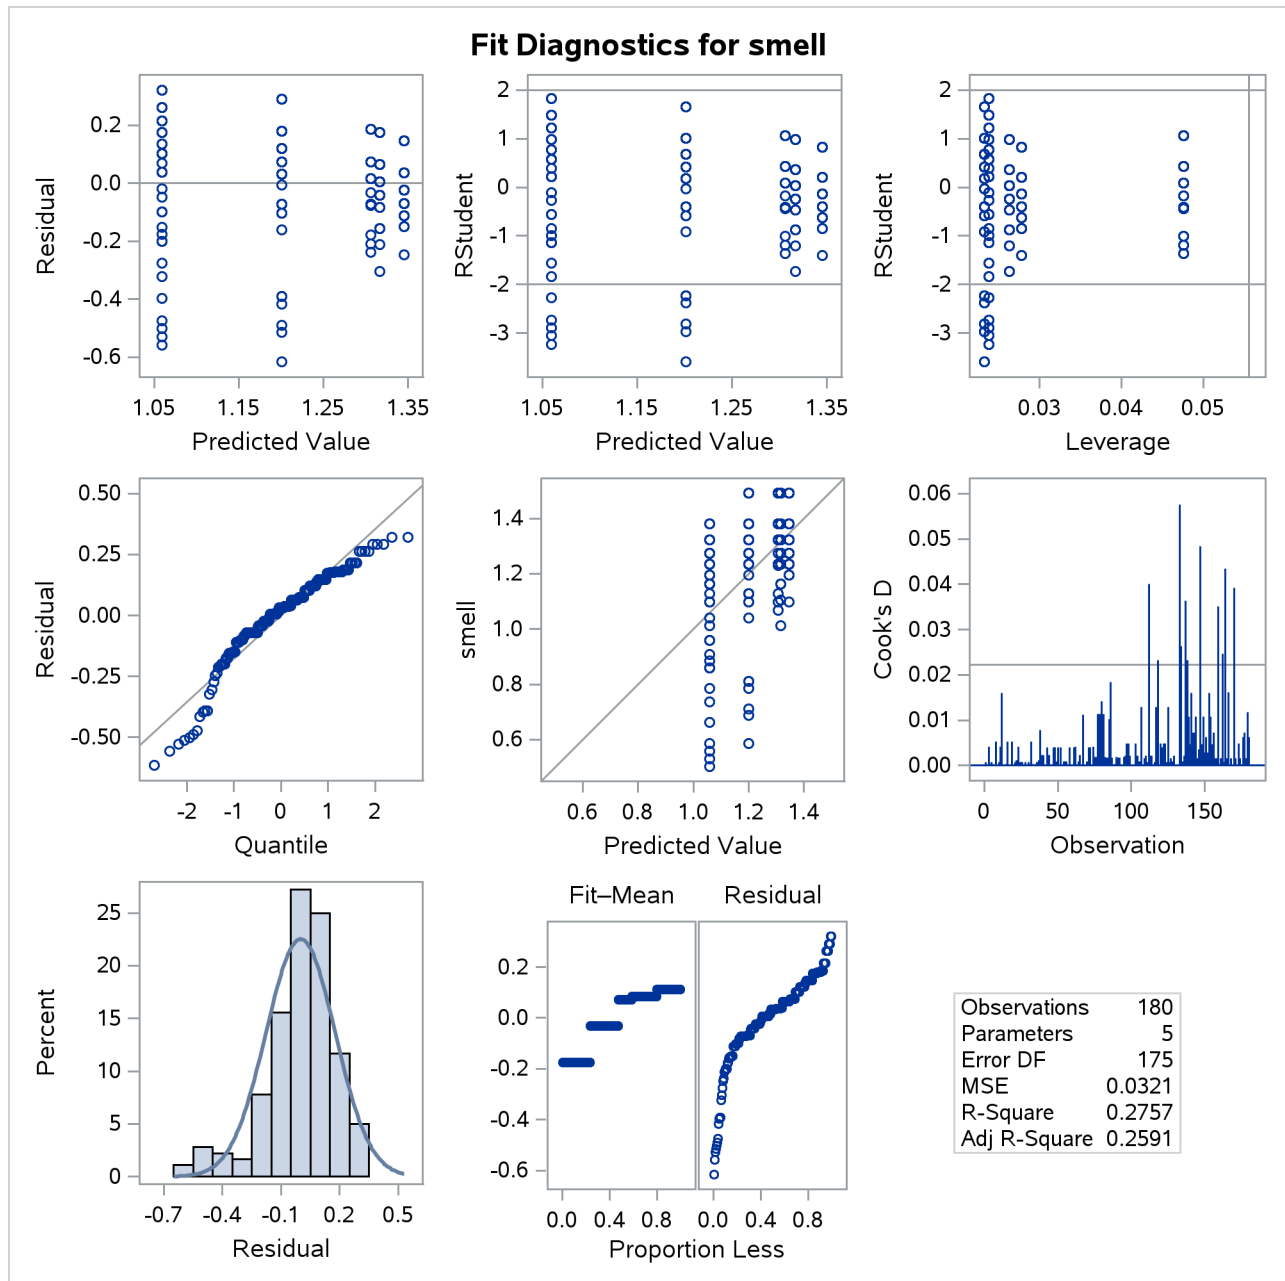 Fit Diagnostics for smell
Residual
0.2
0.0
-0.2
-0.4
-0.6
1.05 1.15 1.25 1.35
Predicted Value
RStudent
2
1
0
-1
-2
-3
1.05 1.15 1.25 1.35
Predicted Value
RStudent
2
1
0
-1
-2
-3
0.03 0.04 0.05
Leverage
Residual
0.50
0.25
0.00
-0.25
-0.50
-2 -1 0 1 2
Quantile
smell
1.4
1.2
1.0
0.8
0.6
0.6 0.8 1.0 1.2 1.4
Predicted Value
Cook's D
0.06
0.05
0.04
0.03
0.02
0.01
0.00
0 50 100 150
Observation
Percent
25
20
15
10
5
0
-0.7 -0.4 -0.1 0.2 0.5
Residual
Fit–Mean Residual
0.2
0.0
-0.2
-0.4
-0.6
0.0 0.4 0.8 0.0 0.4 0.8
Proportion Less
Observations 180
Parameters 5
Error DF 175
MSE 0.0321
R-Square 0.2757
Adj R-Square 0.2591